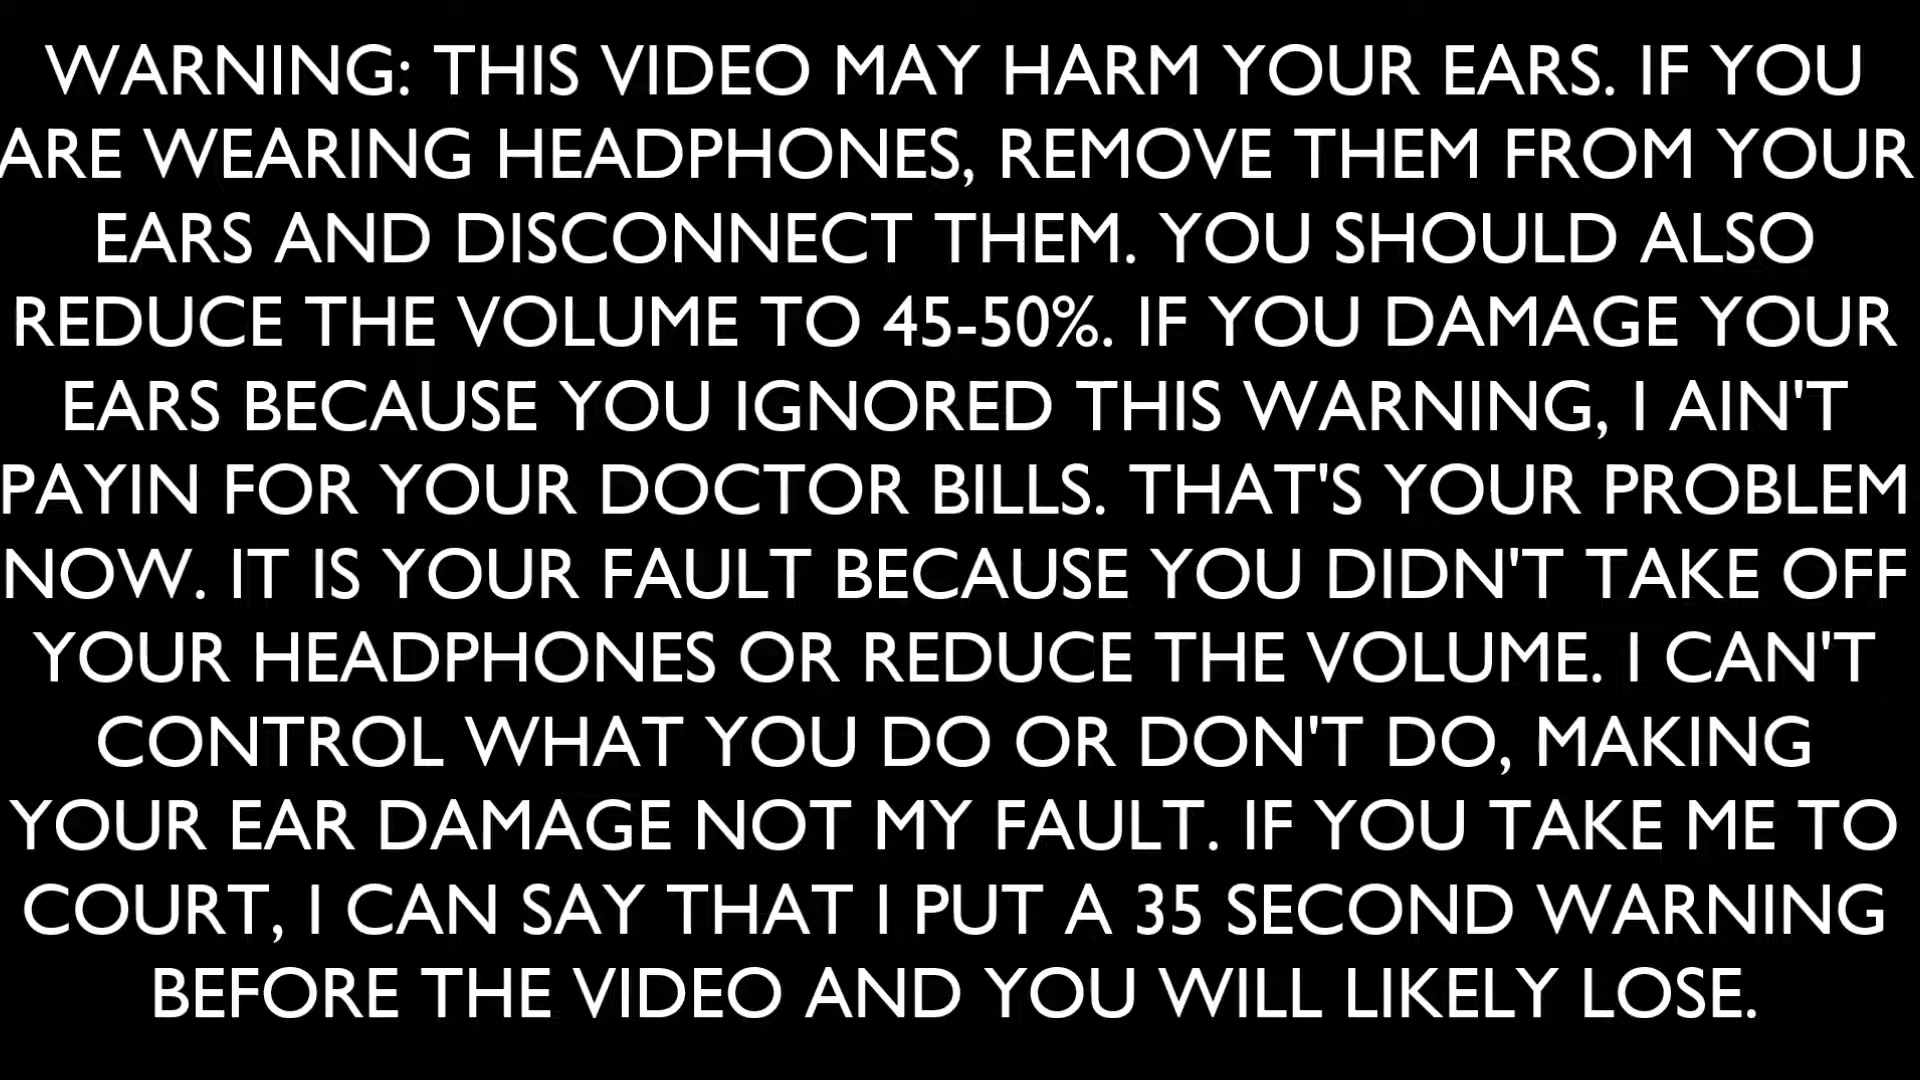 WARNING: THIS VIDEO MAY HARM YOUR EARS. IF YOU
ARE WEARING HEADPHONES, REMOVE THEM FROM YOUR
EARS AND DISCONNECT THEM. YOU SHOULD ALSO
REDUCE THE VOLUME TO 45-50%. IF YOU DAMAGE YOUR
EARS BECAUSE YOU IGNORED THIS WARNING, I AIN'T
PAYIN FOR YOUR DOCTOR BILLS. THAT'S YOUR PROBLEM
NOW. IT IS YOUR FAULT BECAUSE YOU DIDN'T TAKE OFF
YOUR HEADPHONES OR REDUCE THE VOLUME. I CAN'T
CONTROL WHAT YOU DO OR DON'T DO, MAKING
YOUR EAR DAMAGE NOT MY FAULT. IF YOU TAKE ME TO
COURT, I CAN SAY THAT I PUT A 35 SECOND WARNING
BEFORE THE VIDEO AND YOU WILL LIKELY LOSE.